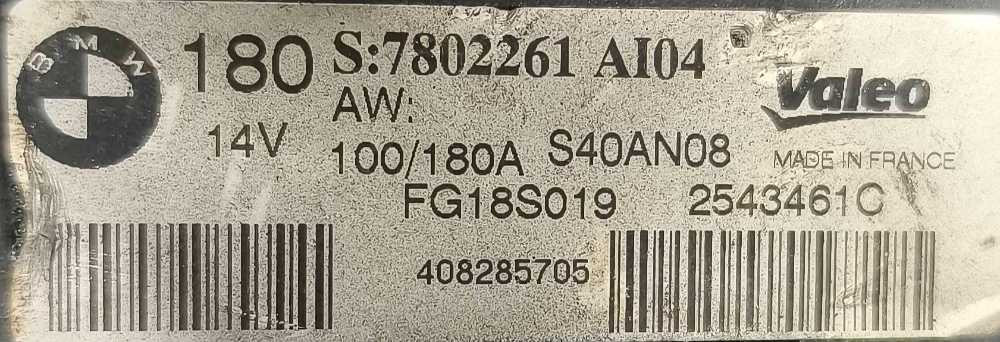 BMW
180 S:7802261 AI04
AW:
Valeo
14V 100/180A S40AN08 MADE IN FRANCE
FG18S019 2543461C
408285705